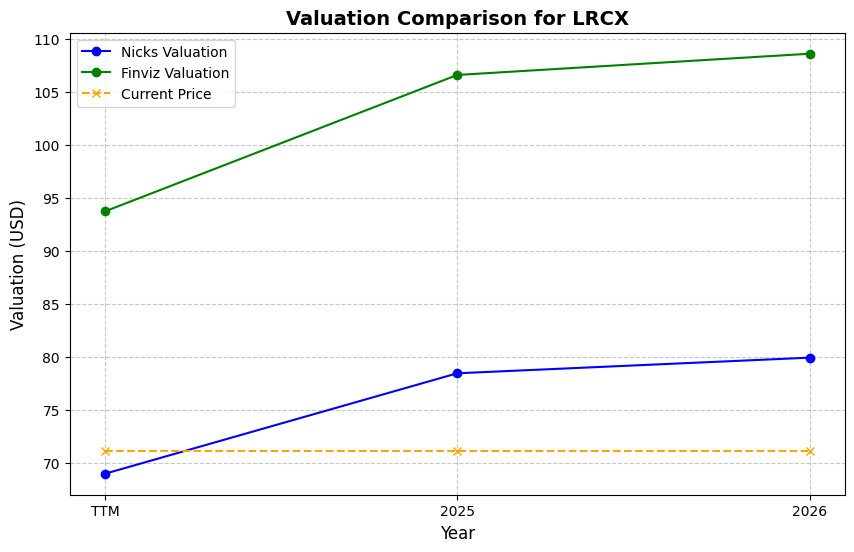 Valuation Comparison for LRCX
Nicks Valuation
Finviz Valuation
Current Price
Valuation (USD)
110
105
100
95
90
85
80
75
70
TTM
2025
2026
Year